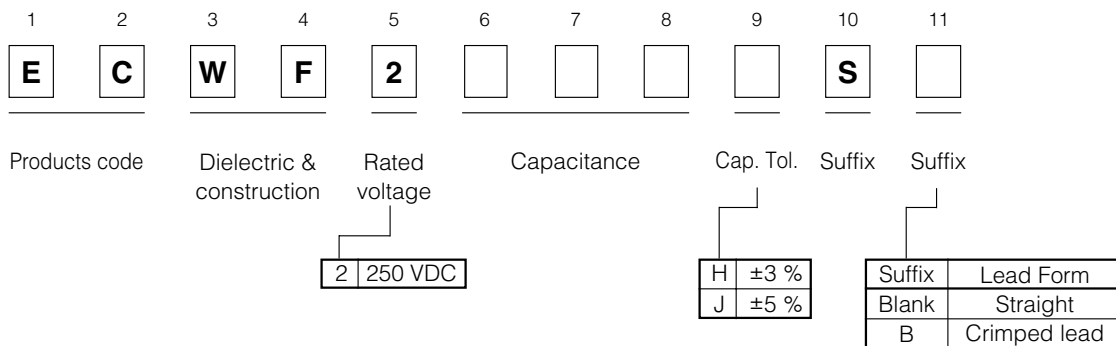 1 2 3 4 5 6 7 8 9 10 11
E C W F 2 S
Products code Dielectric & Rated Capacitance Cap. Tol. Suffix Suffix
construction voltage
2 250 VDC H ±3 % Suffix Lead Form
J ±5 % Blank Straight
B Crimped lead